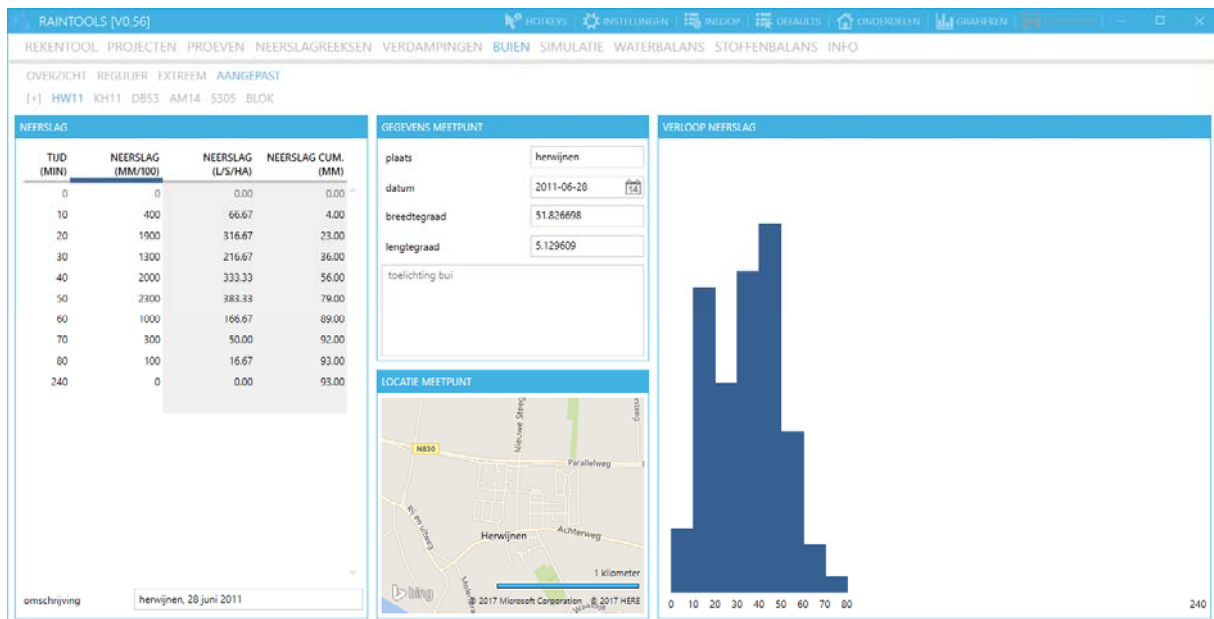 RAINTOOLS [V0.56]
HOTKEYS INSTELLINGEN INLOOP DEFAULTS ONDERDELEN GRAFIEKEN
REKENTOOL PROJECTEN PROEVEN NEERSLAGREEKSEN VERDAMPINGEN BUIEN SIMULATIE WATERBALANS STOFFENBALANS INFO
OVERZICHT REGULIER EXTREEM AANGEPAST
[+] HW11 KH11 DB53 AM14 S305 BLOK
NEERSLAG
TIJD (MIN) NEERSLAG (MM/100) NEERSLAG (L/S/HA) NEERSLAG CUM. (MM)
0 0 0.00 0.00
10 400 66.67 4.00
20 1900 316.67 23.00
30 1300 216.67 36.00
40 2000 333.33 56.00
50 2300 383.33 79.00
60 1000 166.67 89.00
70 300 50.00 92.00
80 100 16.67 93.00
240 0 0.00 93.00
omschrijving herwijnen, 28 juni 2011
GEGEVENS MEETPUNT
plaats herwijnen
datum 2011-06-28 14
breedtegraad 51.826698
lengtegraad 5.129609
toelichting bui
LOCATIE MEETPUNT
Nieuwe Steeg
N830
Parallelweg
Rij en uitweg
Herwijnen
Achterweg
1 kilometer
bing
© 2017 Microsoft Corporation © 2017 HERE
VERLOOP NEERSLAG
0 10 20 30 40 50 60 70 80 240